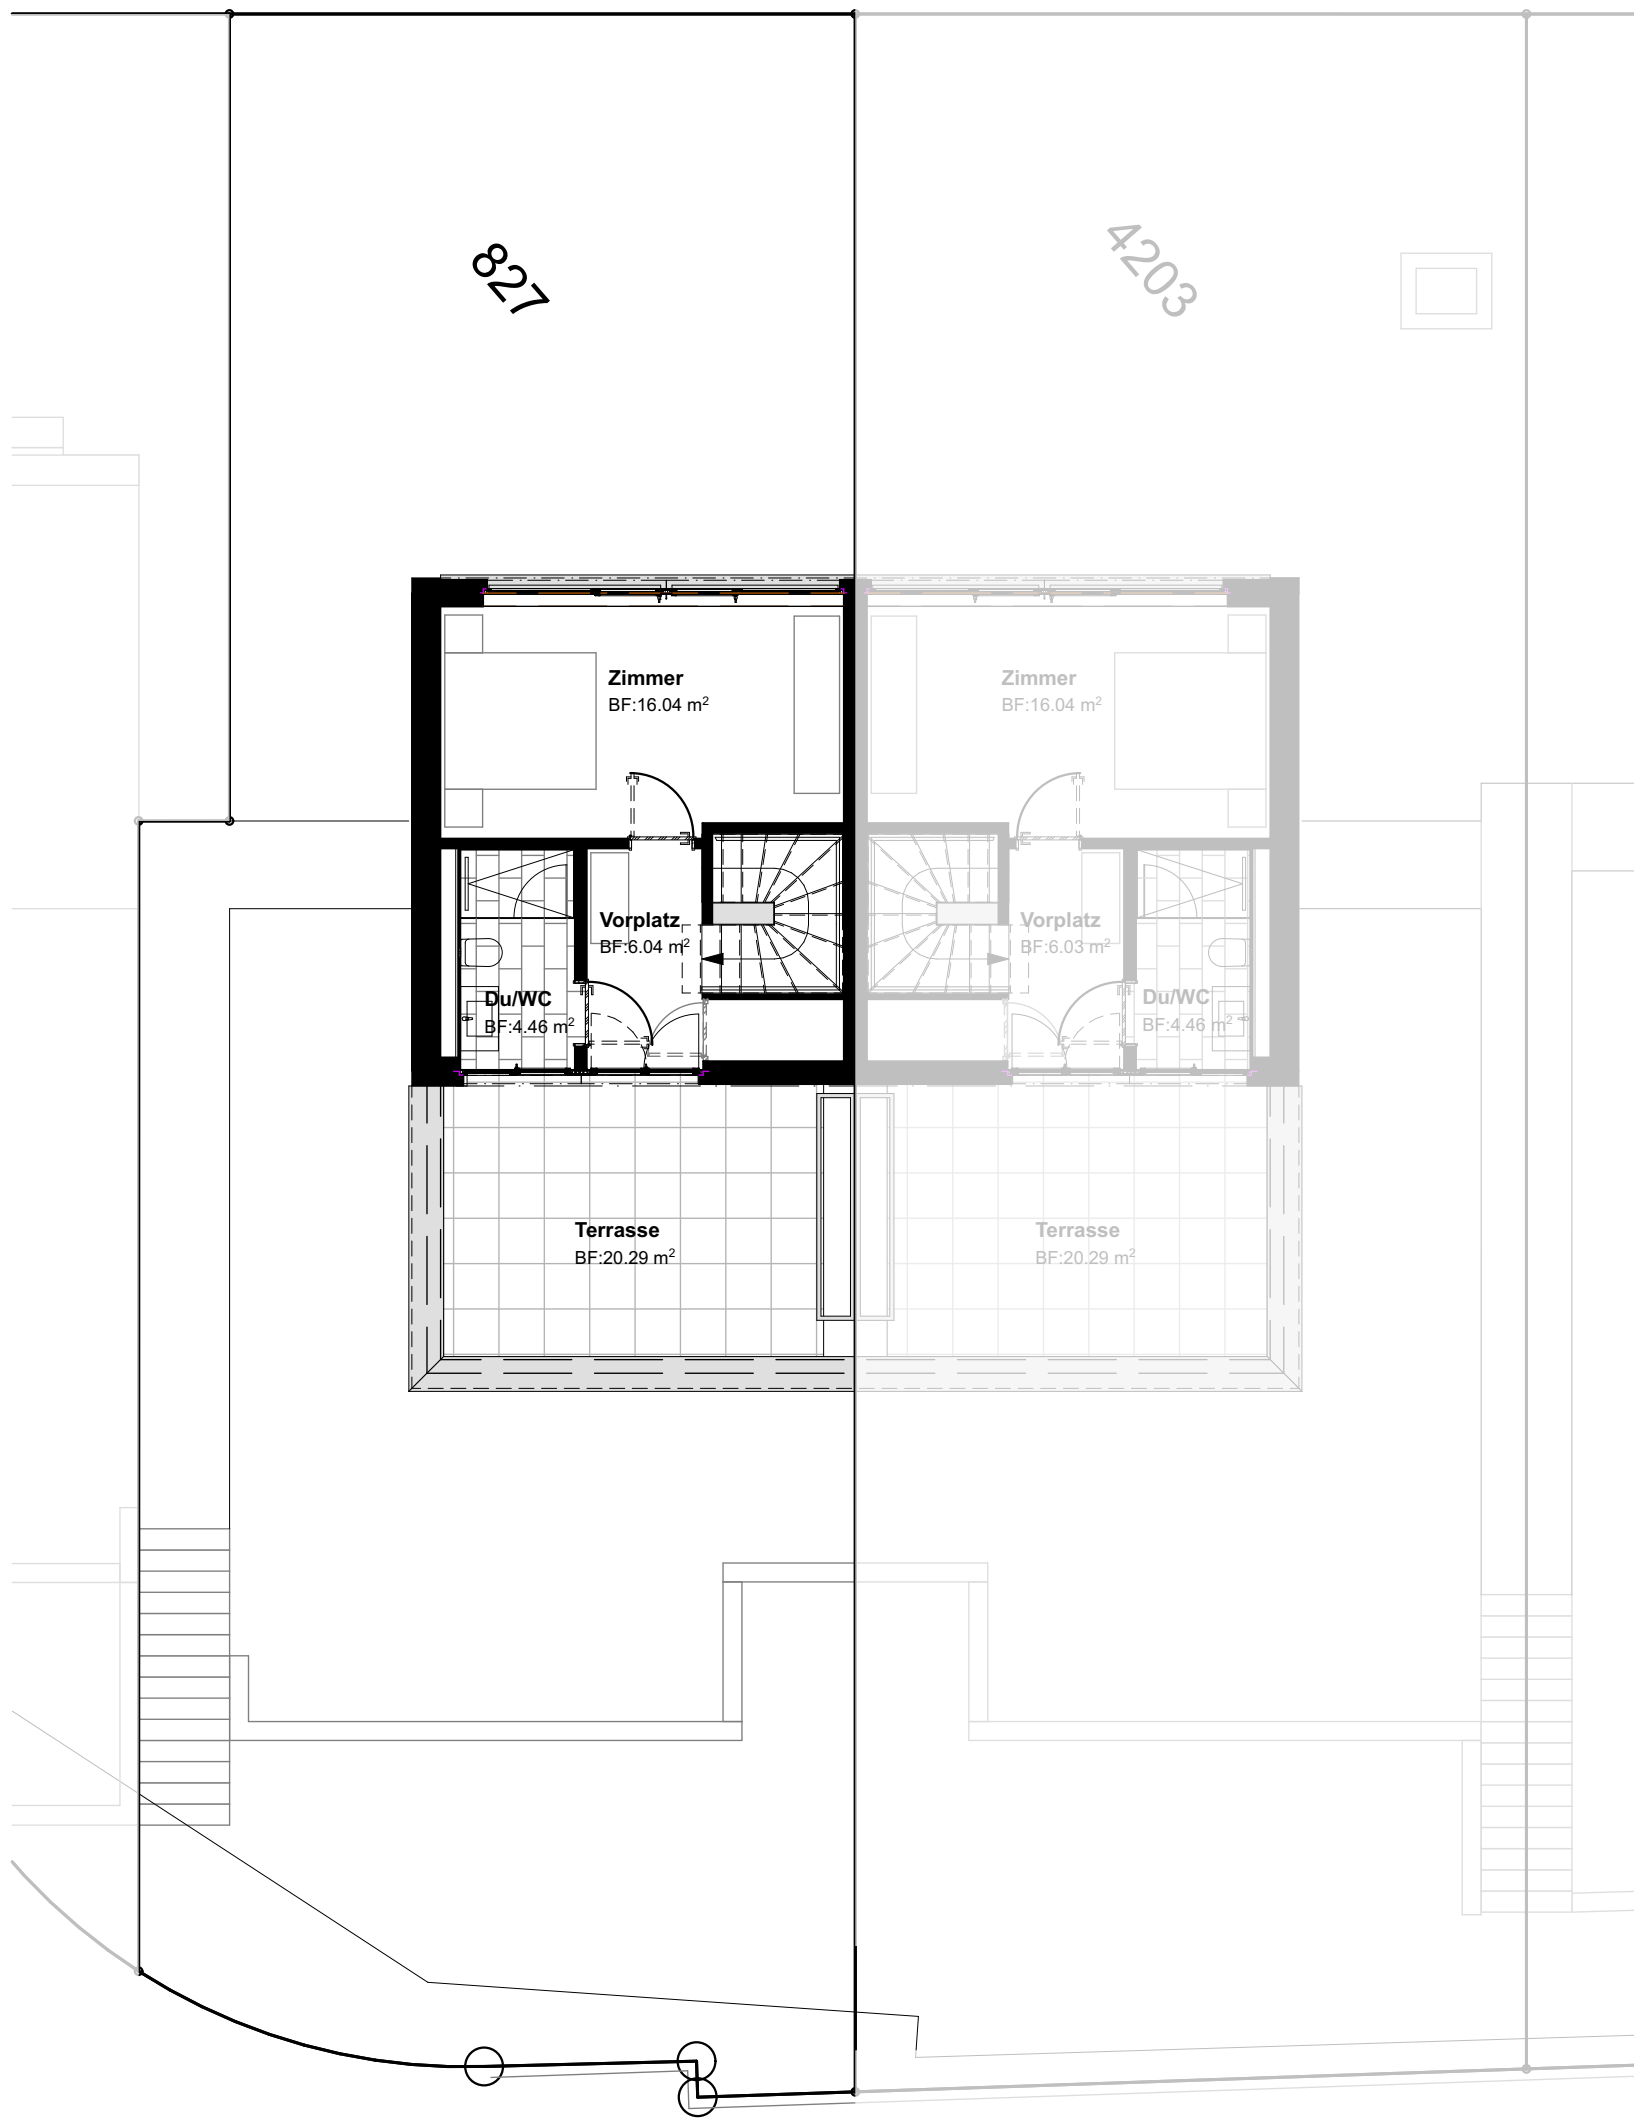 827
4203
Zimmer
BF:16.04 m²
Zimmer
BF:16.04 m²
Vorplatz
BF:6.04 m²
Vorplatz
BF:6.03 m²
Du/WC
BF:4.46 m²
Du/WC
BF:4.46 m²
Terrasse
BF:20.29 m²
Terrasse
BF:20.29 m²